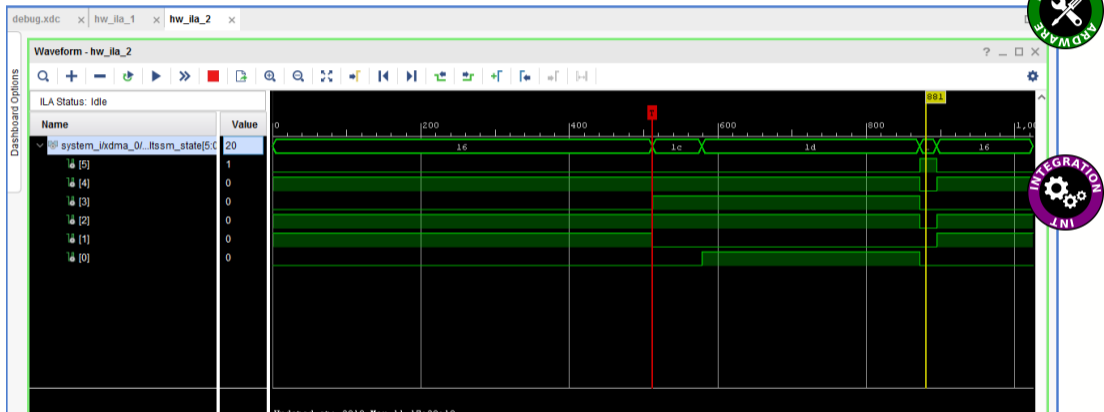 debug.xdc × hw_ila_1 × hw_ila_2 ×
ARDWARE
Waveform - hw_ila_2
? _ □ ×
Dashboard Options
ILA Status: Idle
881
Name Value
T
0 200 400 600 800 1,0
system_i/xdma_0/...ltssm_state[5:0 20
16 1c 1d 16
[5] 1
[4] 0
[3] 0
[2] 0
[1] 0
[0] 0
INTEGRATION
INT